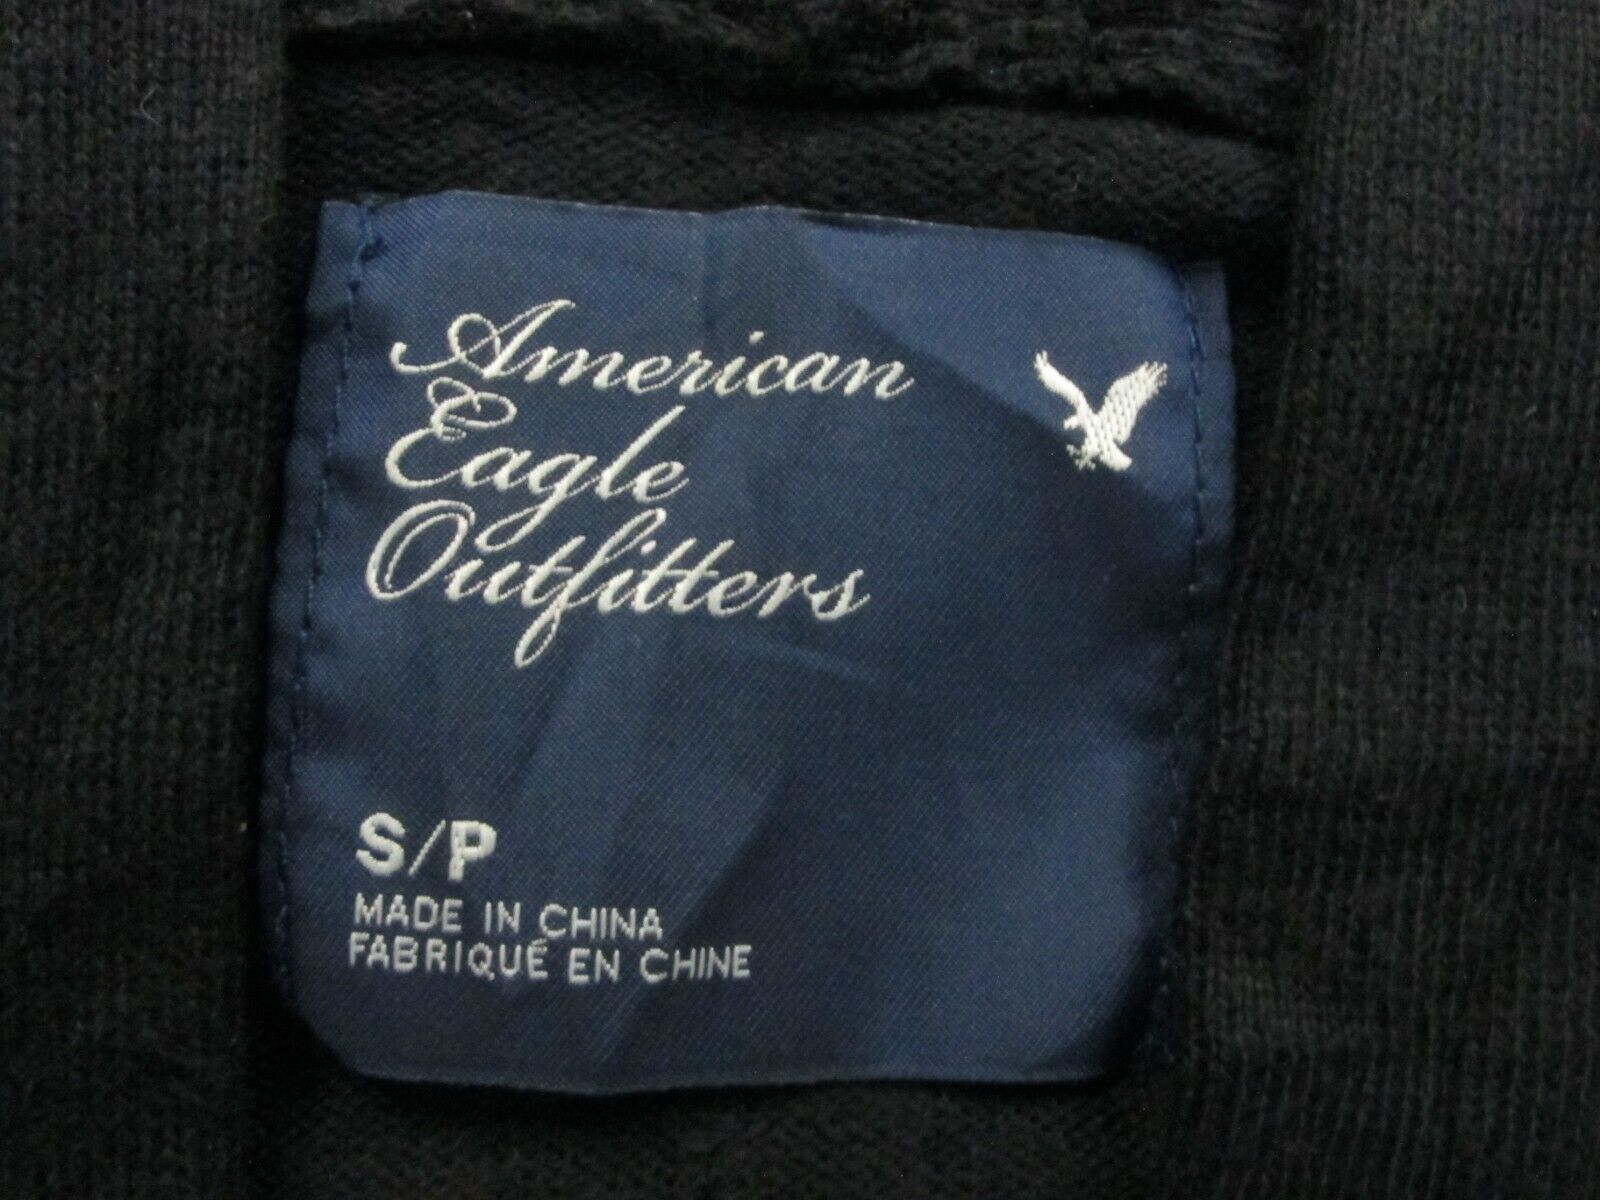 American
Eagle
Outfitters
S/P
MADE IN CHINA
FABRIQUÉ EN CHINE